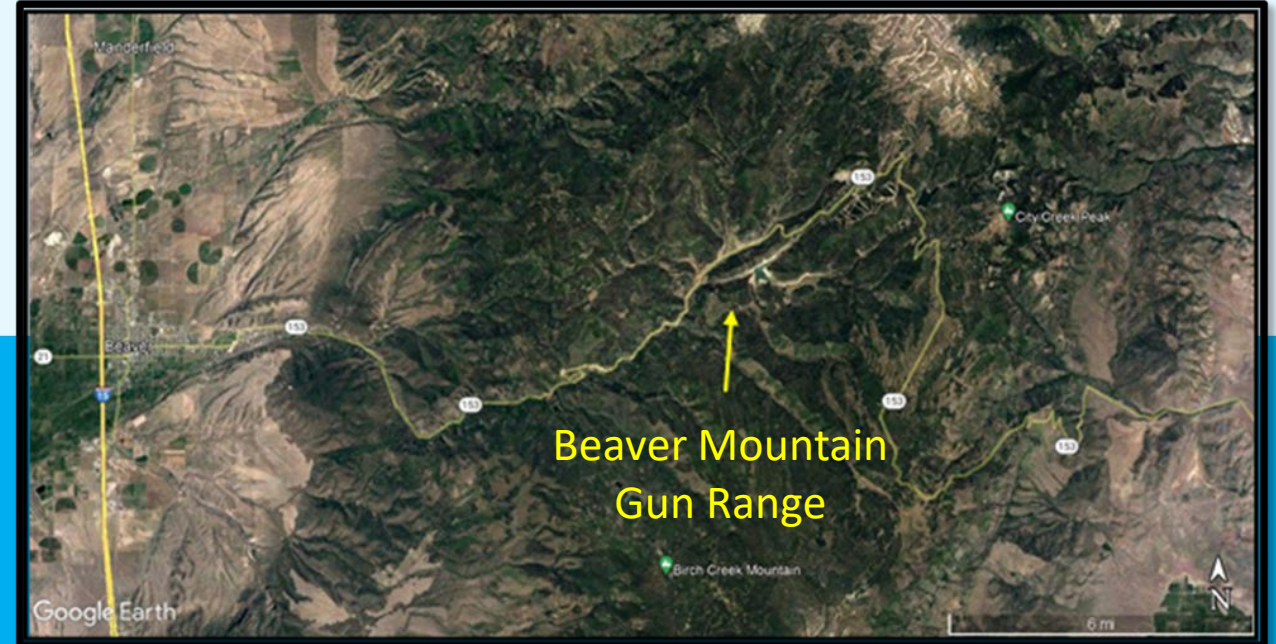 Manderfield
153
City Creek Peak
153
Beaver
21
15
153
153
153
Beaver Mountain
Gun Range
Birch Creek Mountain
Google Earth
N
6 mi